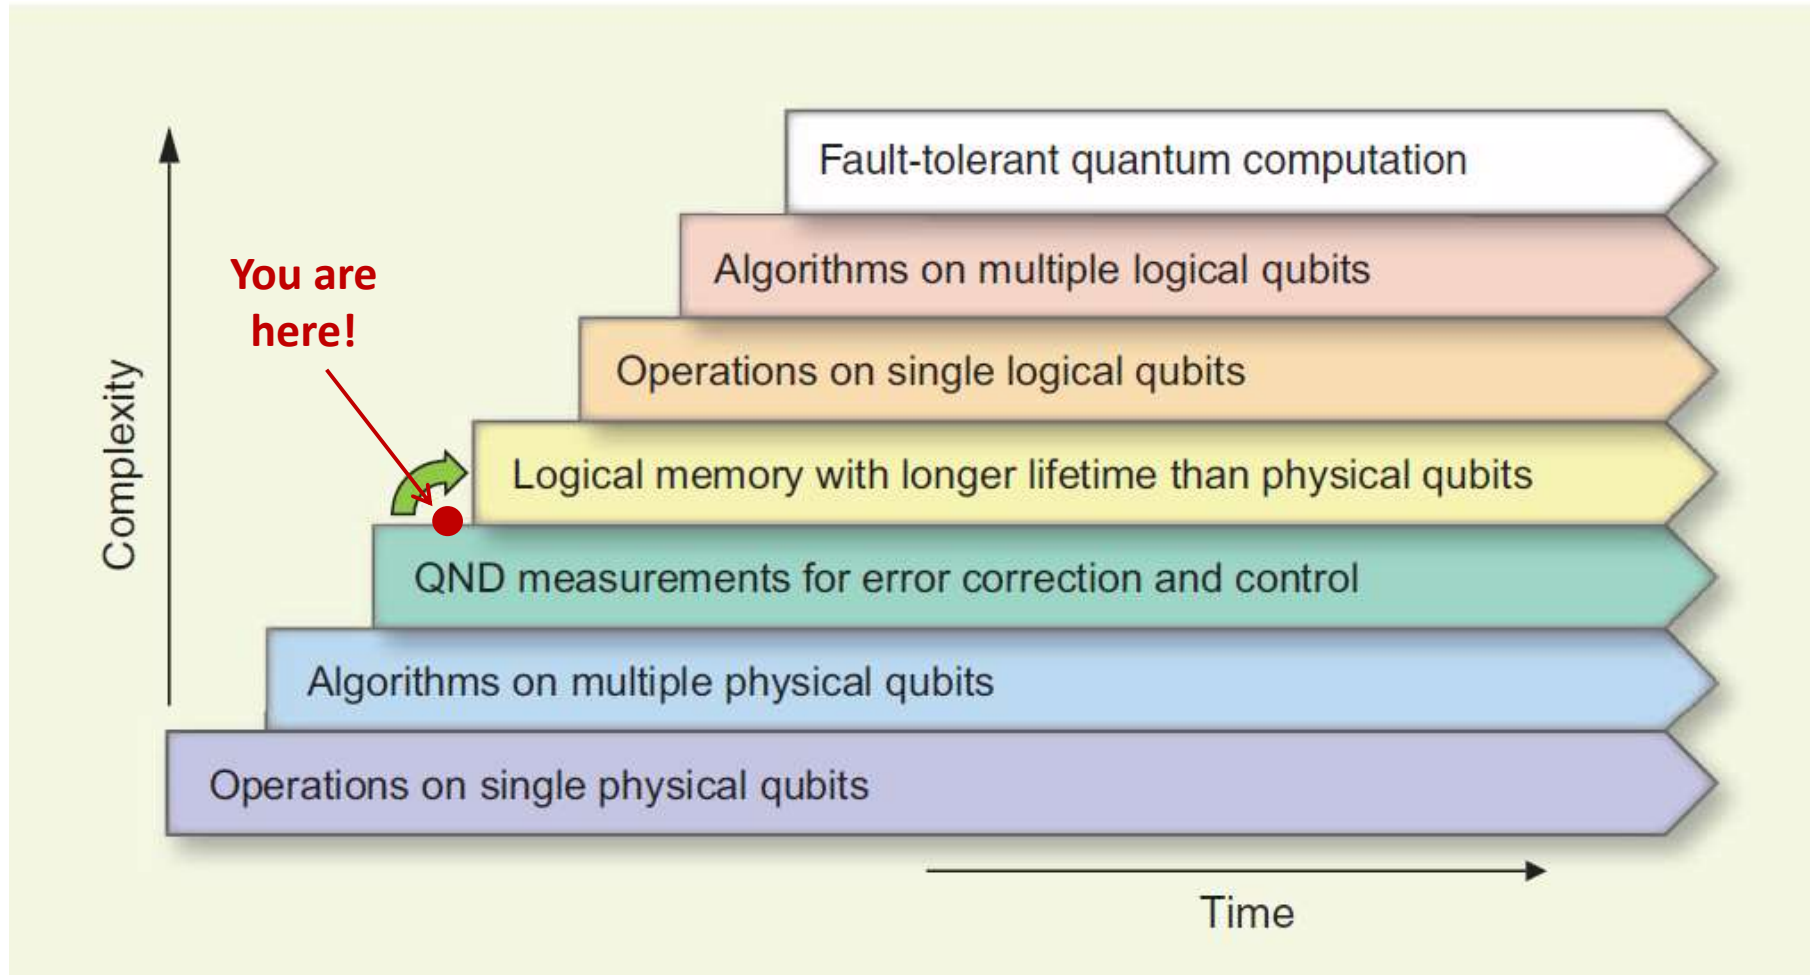 Fault-tolerant quantum computation
Algorithms on multiple logical qubits
You are
here!
Operations on single logical qubits
Complexity
Logical memory with longer lifetime than physical qubits
QND measurements for error correction and control
Algorithms on multiple physical qubits
Operations on single physical qubits
Time